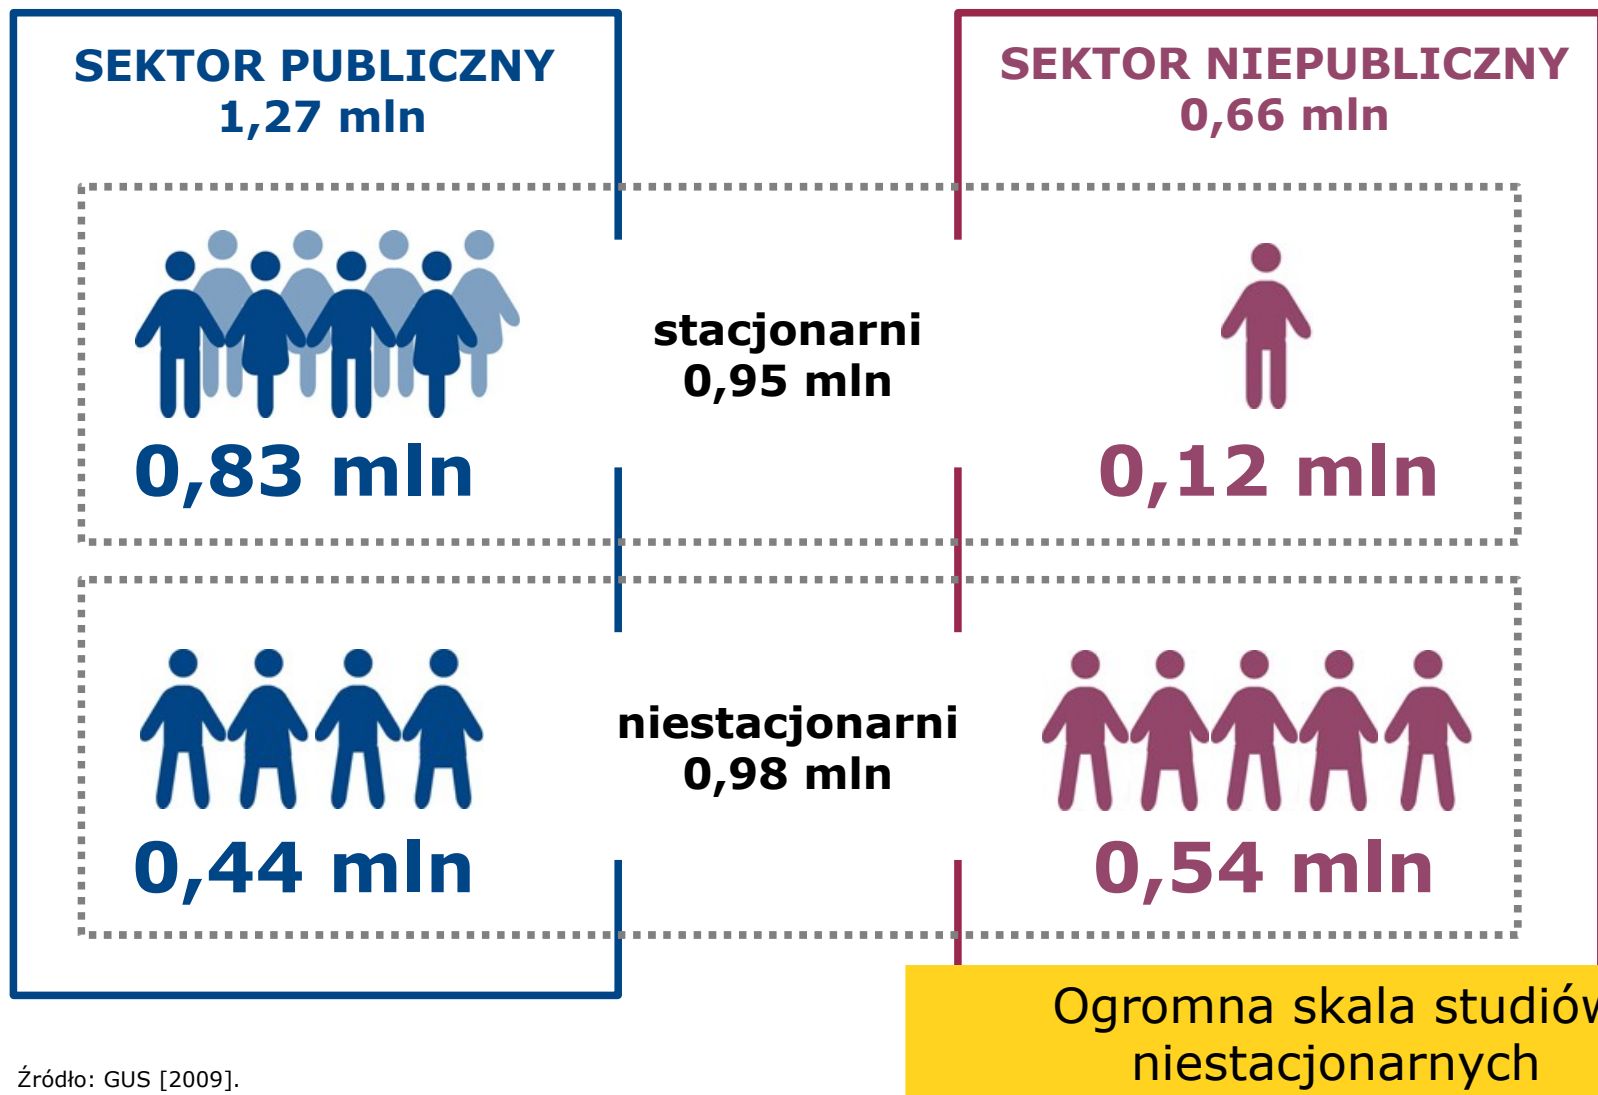 SEKTOR PUBLICZNY
1,27 mln
SEKTOR NIEPUBLICZNY
0,66 mln
stacjonarni
0,95 mln
0,83 mln
0,12 mln
niestacjonarni
0,98 mln
0,44 mln
0,54 mln
Ogromna skala studiów
niestacjonarnych
Źródło: GUS [2009].